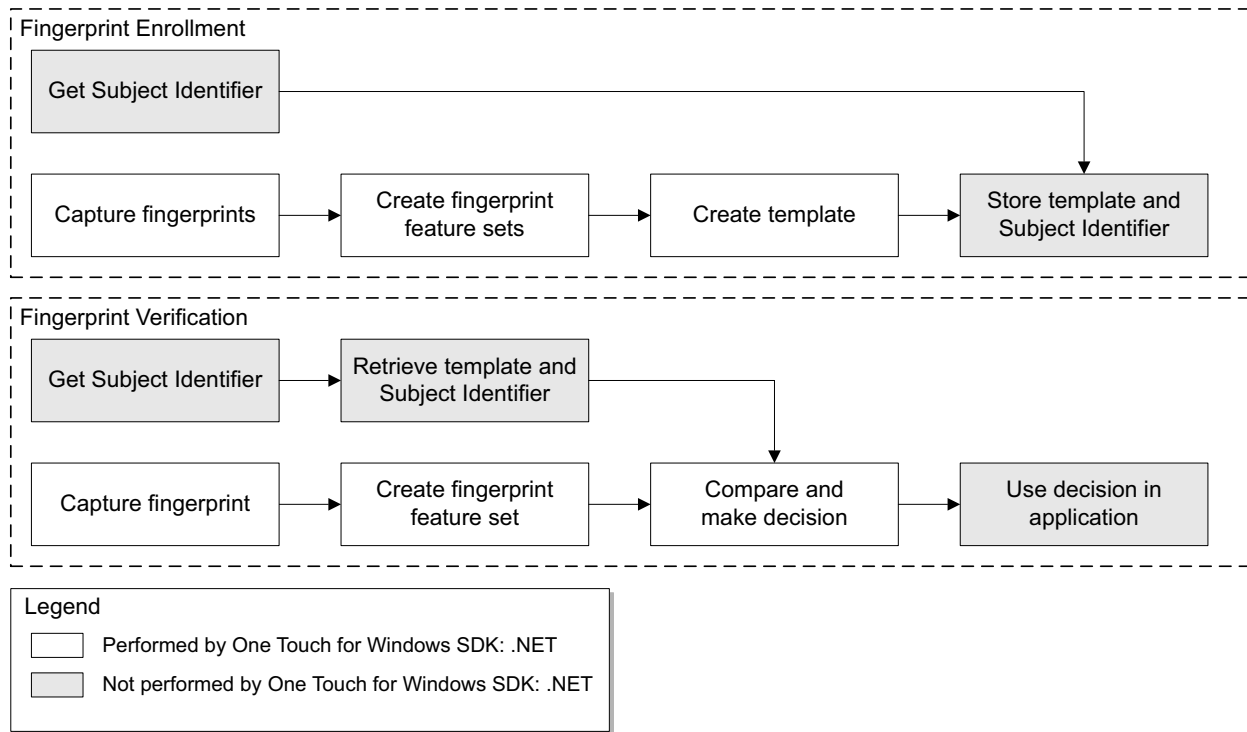 Fingerprint Enrollment
Get Subject Identifier
Capture fingerprints
Create fingerprint
feature sets
Create template
Store template and
Subject Identifier
Fingerprint Verification
Get Subject Identifier
Retrieve template and
Subject Identifier
Capture fingerprint
Create fingerprint
feature set
Compare and
make decision
Use decision in
application
Legend
Performed by One Touch for Windows SDK: .NET
Not performed by One Touch for Windows SDK: .NET